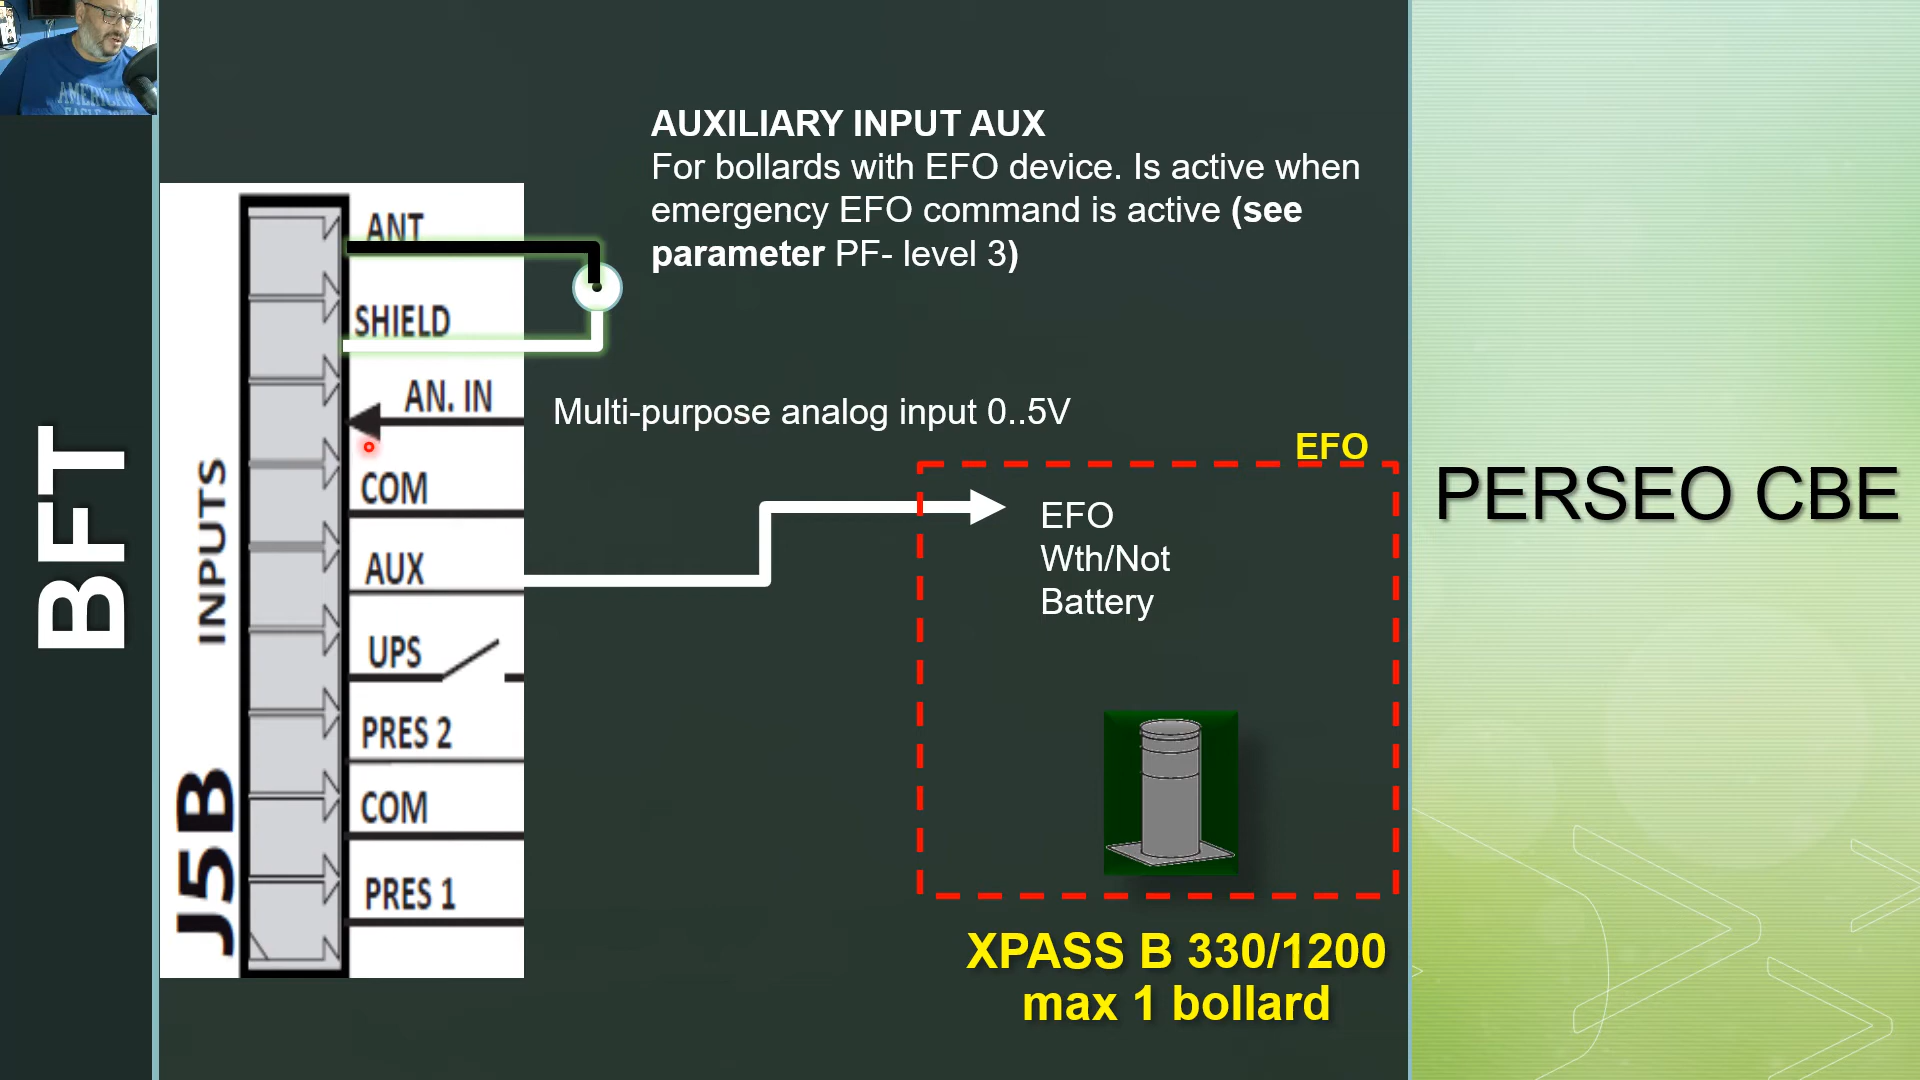 AMERICAN
AUXILIARY INPUT AUX
For bollards with EFO device. Is active when
emergency EFO command is active (see
parameter PF- level 3)
ANT
SHIELD
AN. IN
COM
AUX
UPS
PRES 2
COM
PRES 1
INPUTS
J5B
BFT
Multi-purpose analog input 0..5V
EFO
EFO
Wth/Not
Battery
XPASS B 330/1200
max 1 bollard
PERSEO CBE